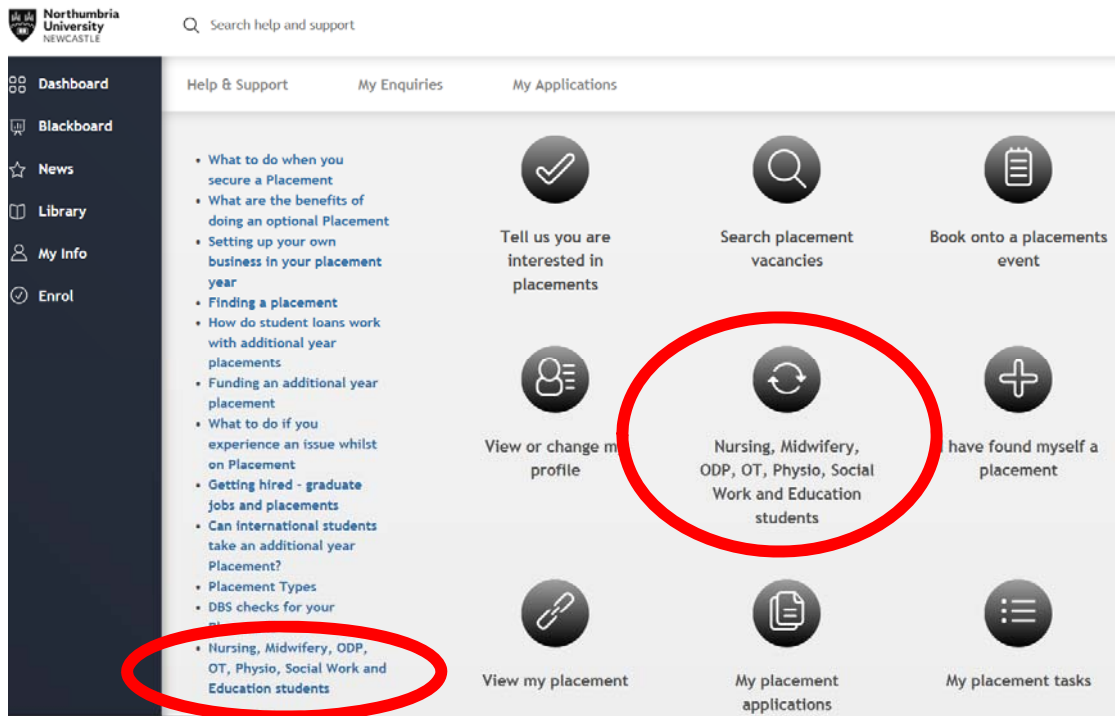 Northumbria
University
NEWCASTLE
Search help and support
Dashboard
Blackboard
News
Library
My Info
Enrol
Help & Support
My Enquiries
My Applications
• What to do when you
secure a Placement
• What are the benefits of
doing an optional Placement
• Setting up your own
business in your placement
year
• Finding a placement
• How do student loans work
with additional year
placements
• Funding an additional year
placement
• What to do if you
experience an issue whilst
on Placement
• Getting hired - graduate
jobs and placements
• Can international students
take an additional year
Placement?
• Placement Types
• DBS checks for your
• Nursing, Midwifery, ODP,
OT, Physio, Social Work and
Education students
Tell us you are
interested in
placements
Search placement
vacancies
Book onto a placements
event
View or change m
profile
Nursing, Midwifery,
ODP, OT, Physio, Social
Work and Education
students
have found myself a
placement
View my placement
My placement
applications
My placement tasks